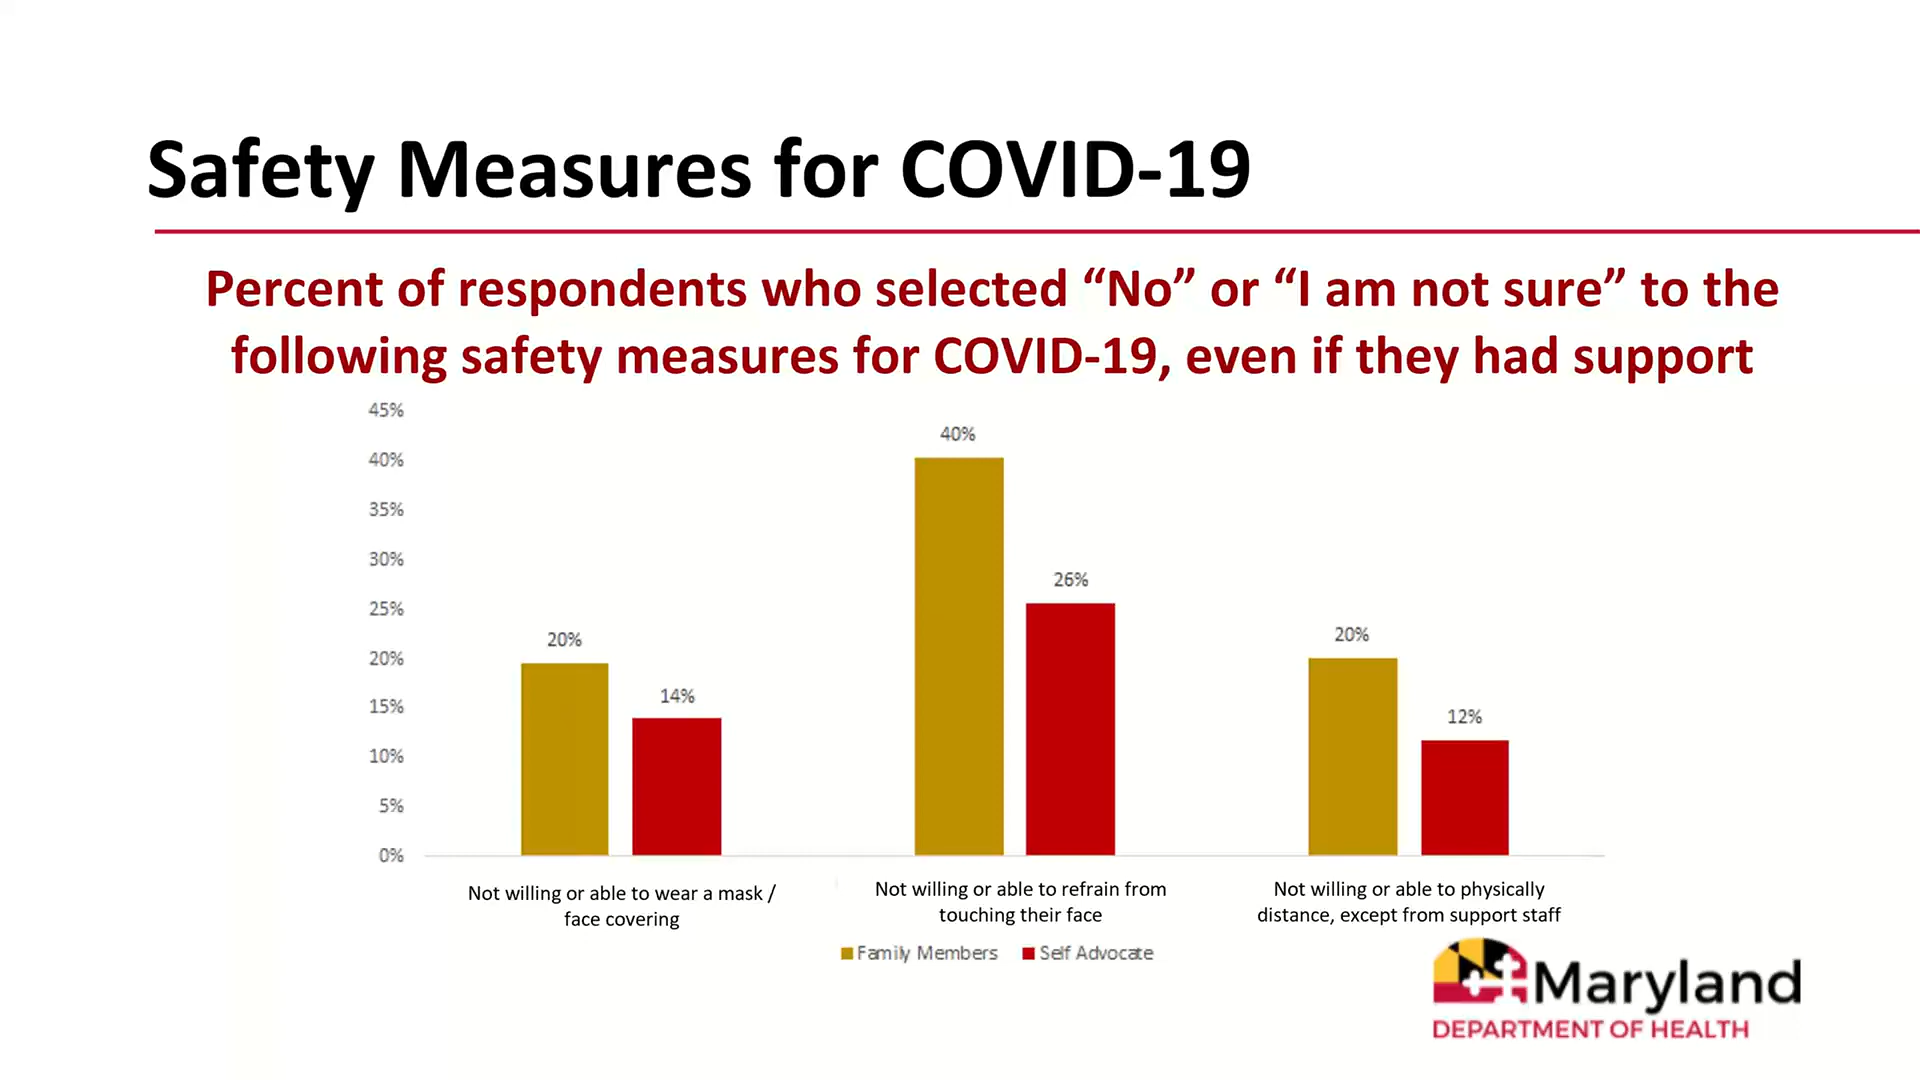 Safety Measures for COVID-19
Percent of respondents who selected “No” or “I am not sure” to the
following safety measures for COVID-19, even if they had support
45%
40%
35%
30%
25%
20%
15%
10%
5%
0%
20%
14%
40%
26%
20%
12%
Not willing or able to wear a mask /
face covering
Not willing or able to refrain from
touching their face
Not willing or able to physically
distance, except from support staff
Family Members
Self Advocate
Maryland
DEPARTMENT OF HEALTH